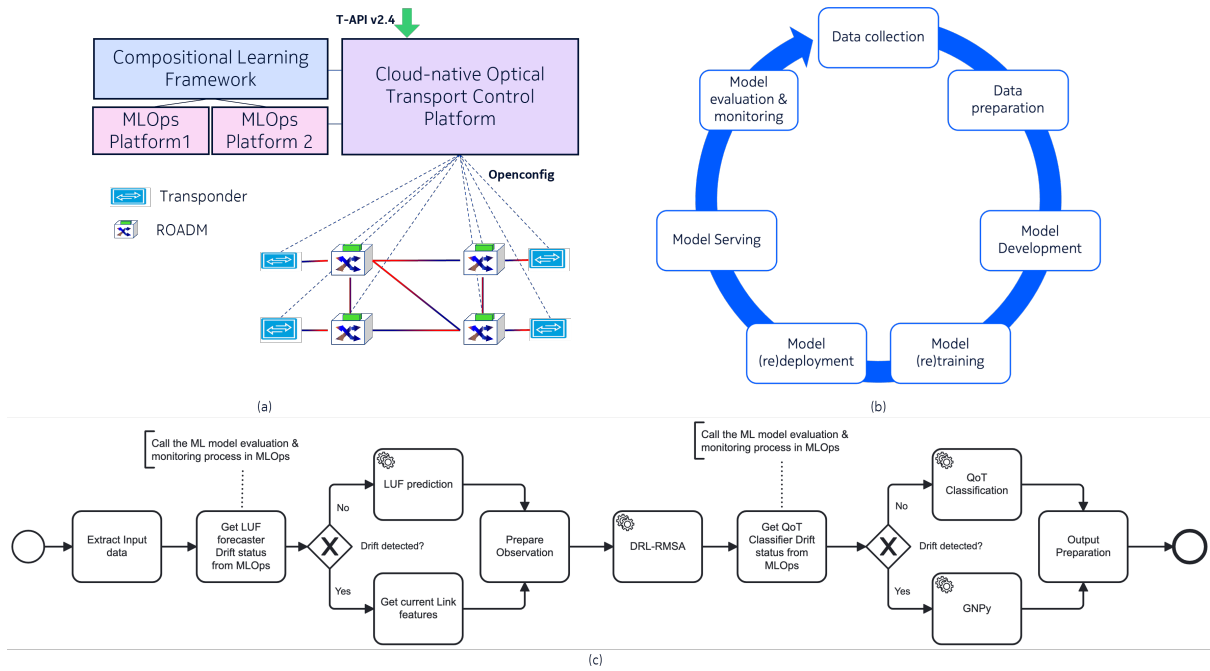 T-API v2.4
Compositional Learning
Framework
MLOps
Platform1
MLOps
Platform 2
Cloud-native Optical
Transport Control
Platform
Openconfig
Transponder
ROADM
(a)
Data collection
Data
preparation
Model
Development
Model
(re)training
Model
(re)deployment
Model Serving
Model
evaluation &
monitoring
(b)
Call the ML model evaluation &
monitoring process in MLOps
Extract Input
data
Get LUF
forecaster
Drift status
from MLOps
X
Drift detected?
No
LUF prediction
Yes
Get current Link
features
Prepare
Observation
DRL-RMSA
Call the ML model evaluation &
monitoring process in MLOps
Get QoT
Classifier Drift
status from
MLOps
X
Drift detected?
No
QoT
Classification
Yes
GNPy
Output
Preparation
(c)